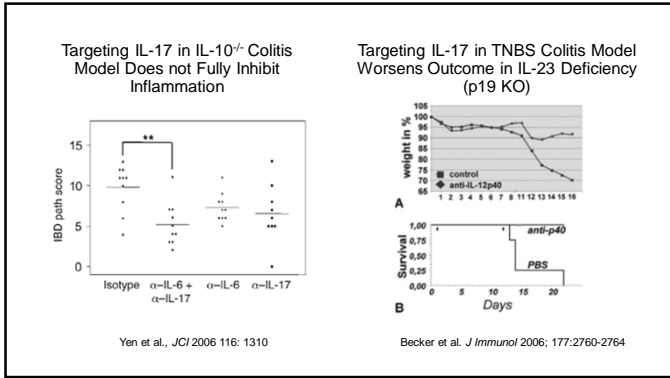 Targeting IL-17 in IL-10-/- Colitis
Model Does not Fully Inhibit
Inflammation
**
IBD path score
15
10
5
0
Isotype
α–IL-6 +
α–IL-17
α–IL-6
α–IL-17
Yen et al., JCI 2006 116: 1310
Targeting IL-17 in TNBS Colitis Model
Worsens Outcome in IL-23 Deficiency
(p19 KO)
weight in %
105
100
95
90
85
80
75
70
65
control
anti-IL-12p40
1 2 3 4 5 6 7 8 11 12 13 14 15 16
A
Survival
1,00
0,75
0,50
0,25
0,00
anti-p40
PBS
0 5 10 15 20
Days
B
Becker et al. J Immunol 2006; 177:2760-2764